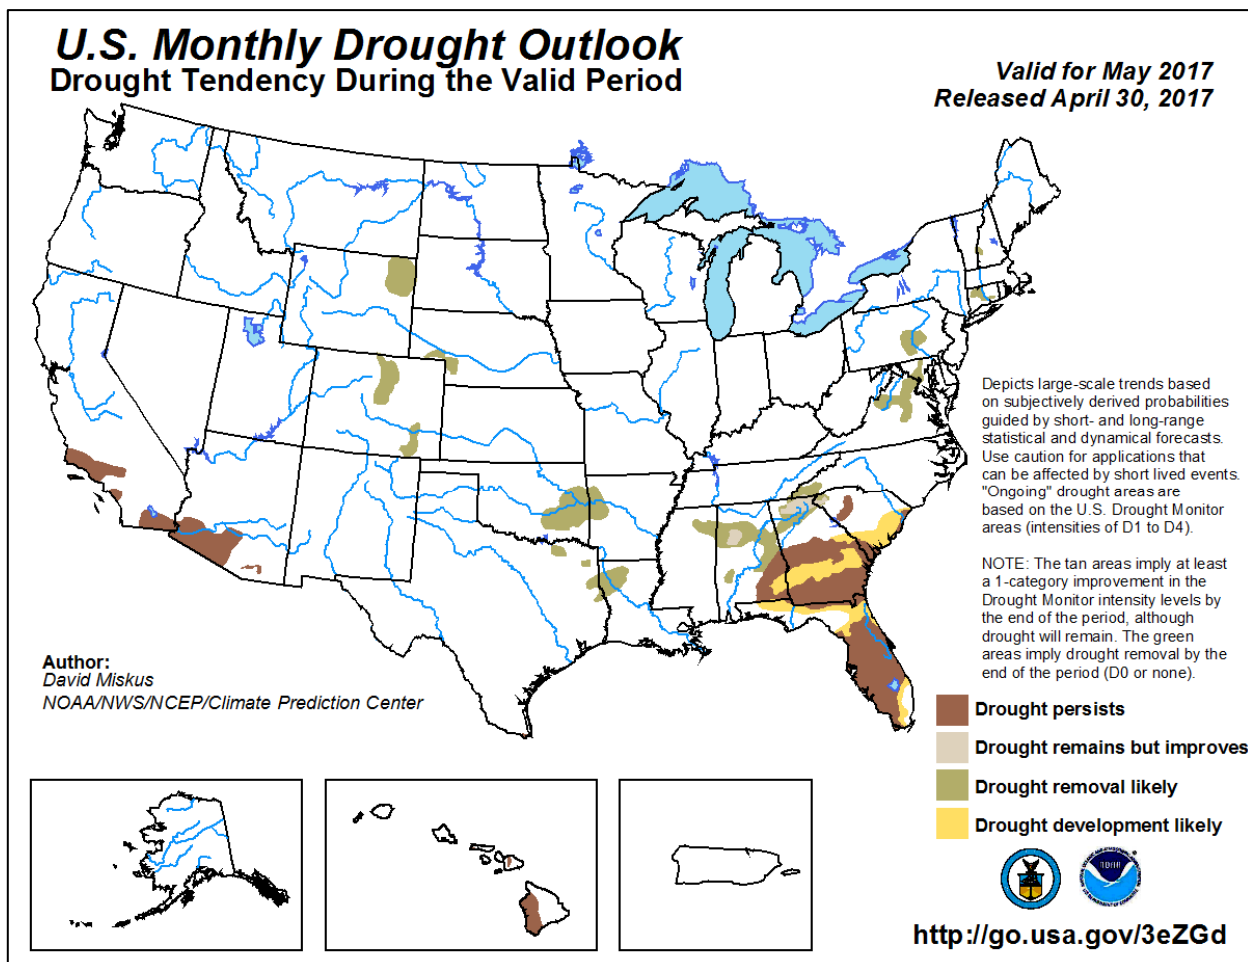 U.S. Monthly Drought Outlook
Drought Tendency During the Valid Period
Valid for May 2017
Released April 30, 2017
Depicts large-scale trends based
on subjectively derived probabilities
guided by short- and long-range
statistical and dynamical forecasts.
Use caution for applications that
can be affected by short lived events.
"Ongoing" drought areas are
based on the U.S. Drought Monitor
areas (intensities of D1 to D4).
NOTE: The tan areas imply at least
a 1-category improvement in the
Drought Monitor intensity levels by
the end of the period, although
drought will remain. The green
areas imply drought removal by the
end of the period (D0 or none).
Author:
David Miskus
NOAA/NWS/NCEP/Climate Prediction Center
Drought persists
Drought remains but improves
Drought removal likely
Drought development likely
http://go.usa.gov/3eZGd